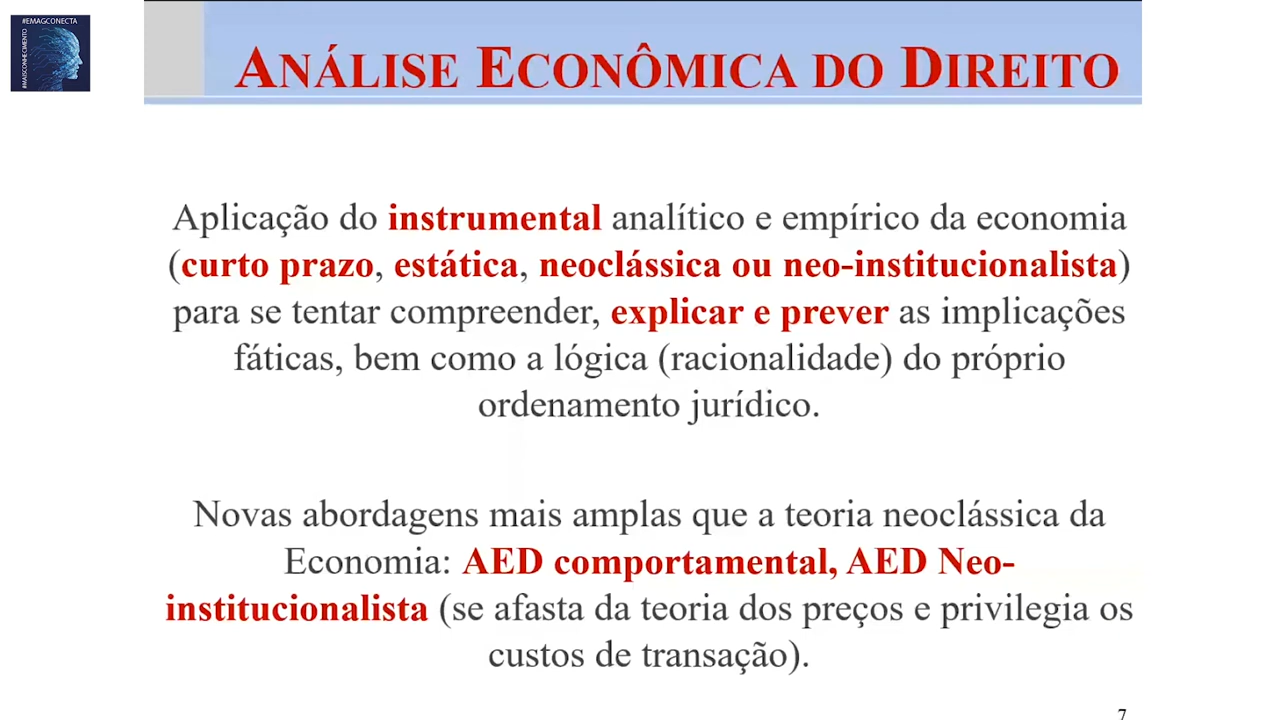 #EMAGCONECTA
#MAISCONHECIMENTO
ANÁLISE ECONÔMICA DO DIREITO
Aplicação do instrumental analítico e empírico da economia
(curto prazo, estática, neoclássica ou neo-institucionalista)
para se tentar compreender, explicar e prever as implicações
fáticas, bem como a lógica (racionalidade) do próprio
ordenamento jurídico.
Novas abordagens mais amplas que a teoria neoclássica da
Economia: AED comportamental, AED Neo-
institucionalista (se afasta da teoria dos preços e privilegia os
custos de transação).
7